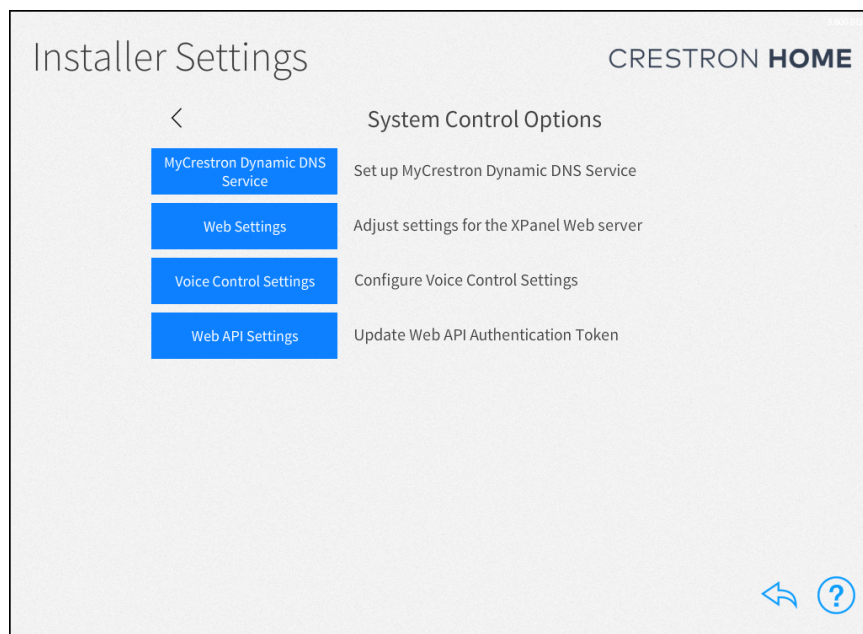 Installer Settings
CRESTRON HOME
System Control Options
MyCrestron Dynamic DNS
Service
Set up MyCrestron Dynamic DNS Service
Web Settings
Adjust settings for the XPanel Web server
Voice Control Settings
Configure Voice Control Settings
Web API Settings
Update Web API Authentication Token
?